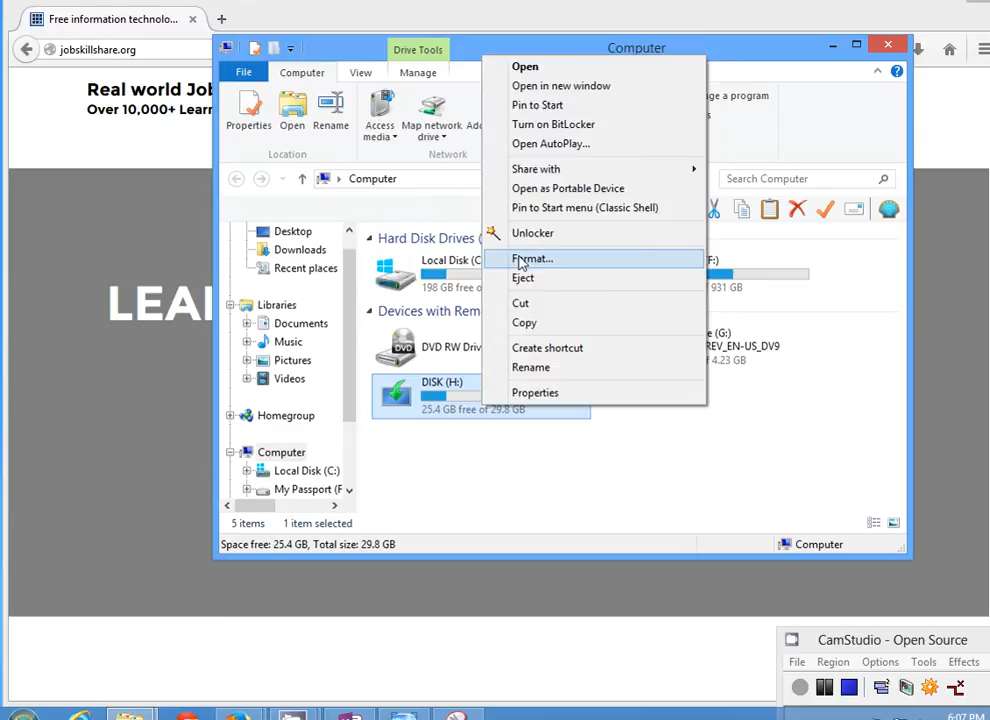 Free information technolo...
jobskillshare.org
Real world Jo
Over 10,000+ Learn
LEA
Drive Tools
Computer
File
Computer
View
Manage
Properties
Open
Rename
Access media
Map network drive
Location
Network
ge a program
Computer
Search Computer
Desktop
Downloads
Recent places
Libraries
Documents
Music
Pictures
Videos
Homegroup
Computer
Local Disk (C:)
My Passport (F
Hard Disk Drives (
Local Disk (C
198 GB free o
F:)
931 GB
Devices with Rem
DVD RW Driv
e (G:)
REV_EN-US_DV9
of 4.23 GB
DISK (H:)
25.4 GB free of 29.8 GB
Open
Open in new window
Pin to Start
Turn on BitLocker
Open AutoPlay...
Share with
Open as Portable Device
Pin to Start menu (Classic Shell)
Unlocker
Format...
Eject
Cut
Copy
Create shortcut
Rename
Properties
5 items
1 item selected
Space free: 25.4 GB, Total size: 29.8 GB
Computer
CamStudio - Open Source
File
Region
Options
Tools
Effects
6:07 PM